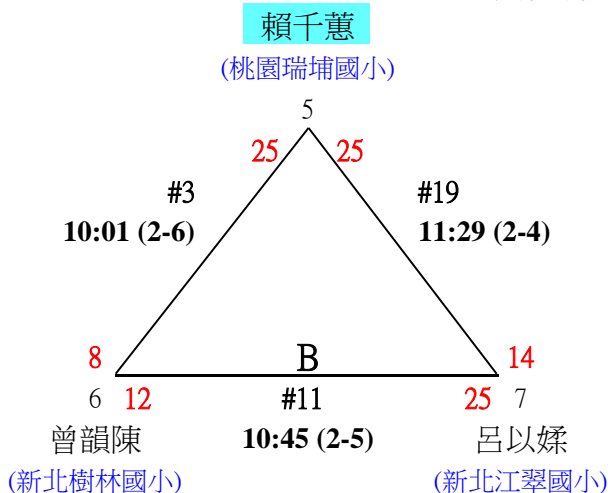 賴千蕙
(桃園瑞埔國小)
5
25 25
#3 #19
10:01 (2-6) 11:29 (2-4)
8 B 14
6 12 #11 25 7
曾韻陳 10:45 (2-5) 呂以媃
(新北樹林國小) (新北江翠國小)